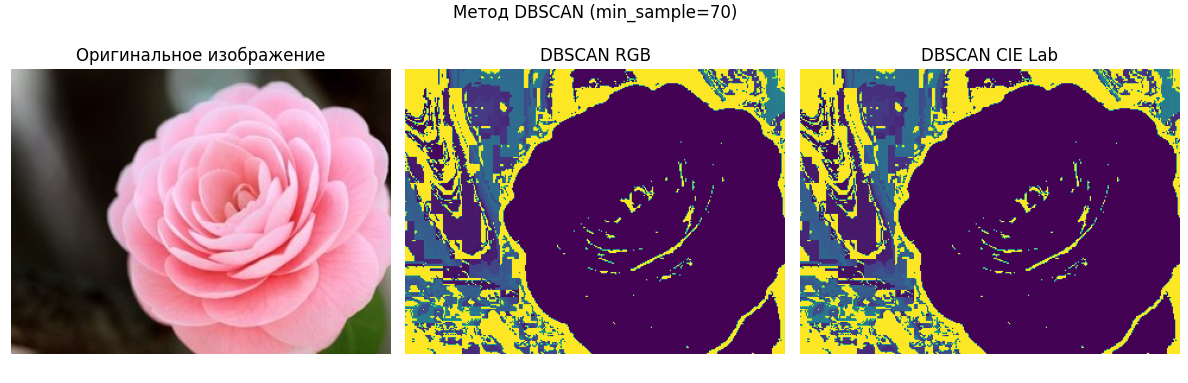 Метод DBSCAN (min_sample=70)
Оригинальное изображение
DBSCAN RGB
DBSCAN CIE Lab